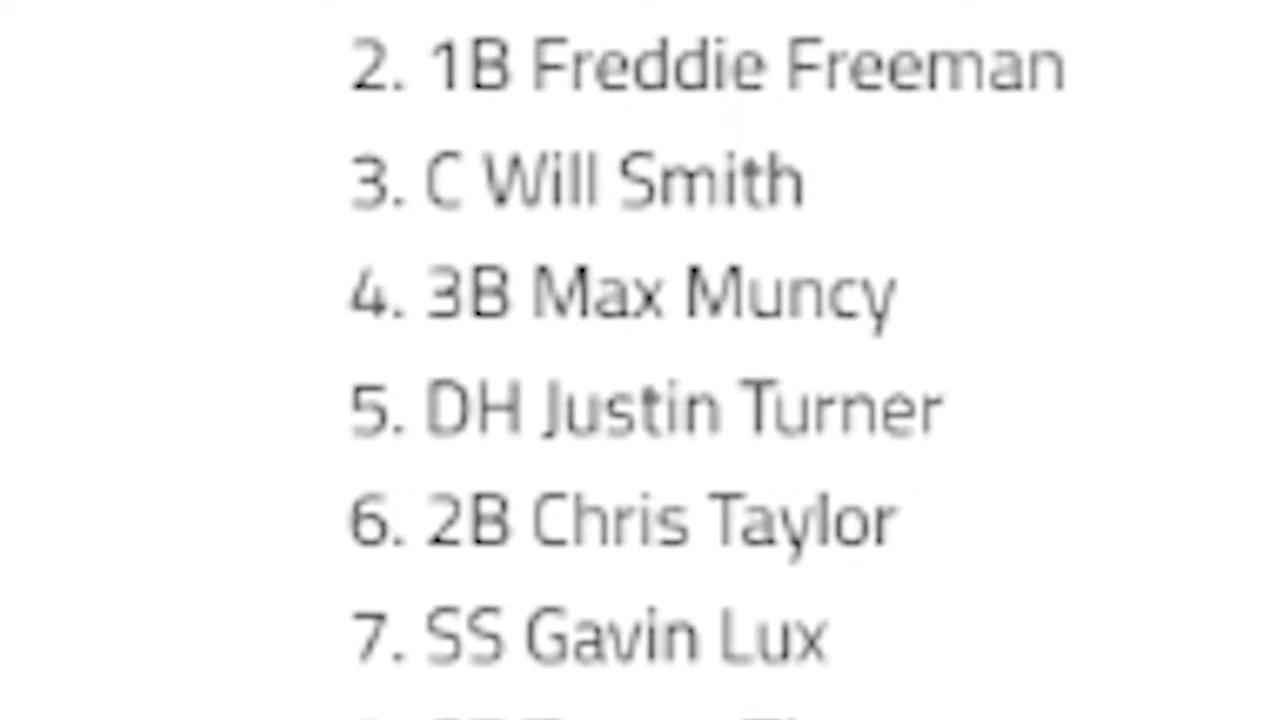 2. 1B Freddie Freeman
3. C Will Smith
4. 3B Max Muncy
5. DH Justin Turner
6. 2B Chris Taylor
7. SS Gavin Lux